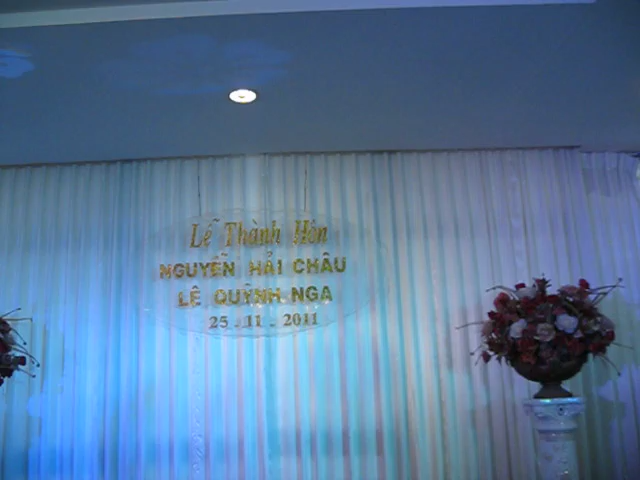 Lễ Thành Hôn
NGUYỄN HẢI CHÂU
LÊ QUỲNH NGA
25 . 11 . 2011